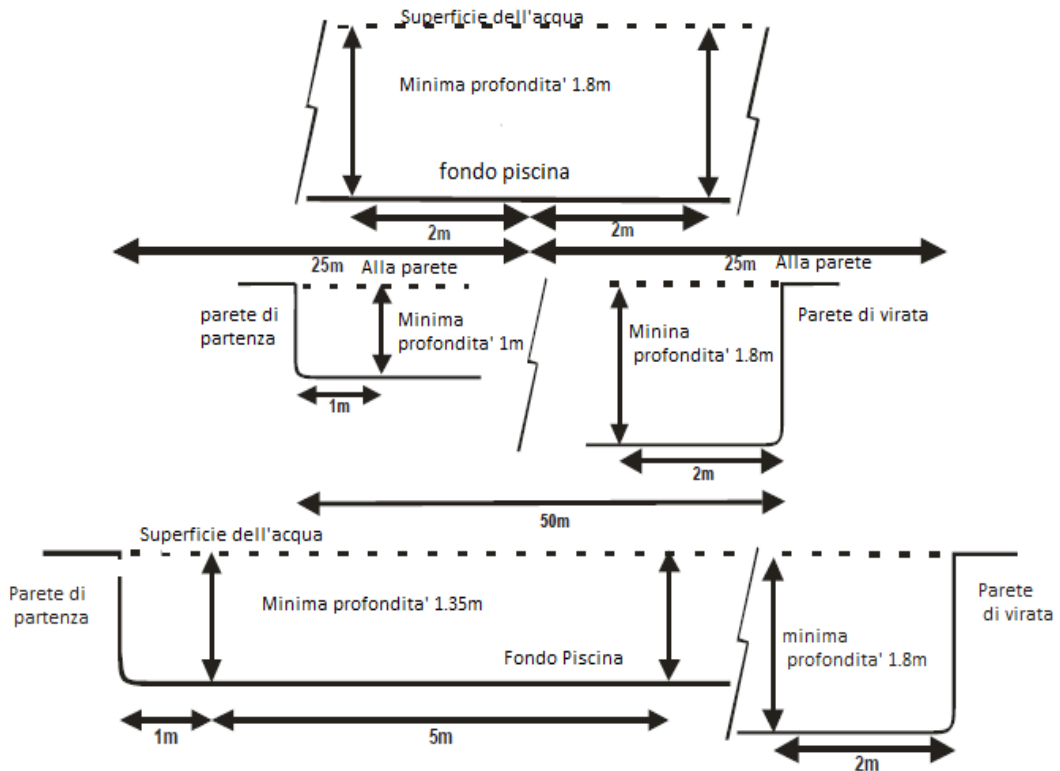 Superficie dell'acqua
Minima profondita' 1.8m
fondo piscina
2m
2m
25m
Alla parete
25m
Alla parete
parete di
partenza
Minima
profondita' 1m
1m
Minina
profondita' 1.8m
Parete di virata
2m
50m
Superficie dell'acqua
Parete di
partenza
Minima profondita' 1.35m
Fondo Piscina
1m
5m
minima
profondita' 1.8m
Parete
di virata
2m